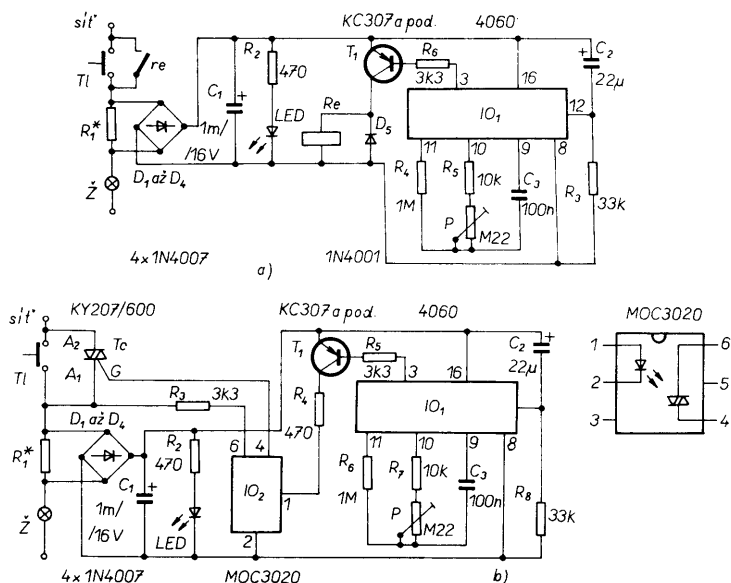 síť
KC307 a pod.
4060
Tl
re
R2
470
T1
R6
3k3
3
16
C2
+
22µ
C1
+
1m/
/16V
LED
Re
D5
IO1
12
R1*
D1 až D4
Ž
11
10
9
8
R4
1M
R5
10k
P
M22
C3
100n
R3
33k
4x1N4007
a)
1N4001
síť
KY207/600
KC307 a pod.
4060
MOC3020
Tl
A2
Tc
A1
G
T1
R5
3k3
3
16
C2
+
22µ
1
2
3
6
5
4
R3
3k3
D1 až D4
R4
470
IO1
R1*
C1
+
1m/
/16V
R2
470
LED
6
4
IO2
1
2
11
10
9
8
R6
1M
R7
10k
P
M22
C3
100n
R8
33k
Ž
4x1N4007
MOC3020
b)